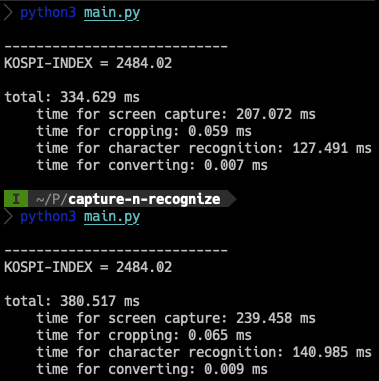 python3 main.py
----------------------------
KOSPI-INDEX = 2484.02
total: 334.629 ms
time for screen capture: 207.072 ms
time for cropping: 0.059 ms
time for character recognition: 127.491 ms
time for converting: 0.007 ms
I ~/P/capture-n-recognize
python3 main.py
----------------------------
KOSPI-INDEX = 2484.02
total: 380.517 ms
time for screen capture: 239.458 ms
time for cropping: 0.065 ms
time for character recognition: 140.985 ms
time for converting: 0.009 ms